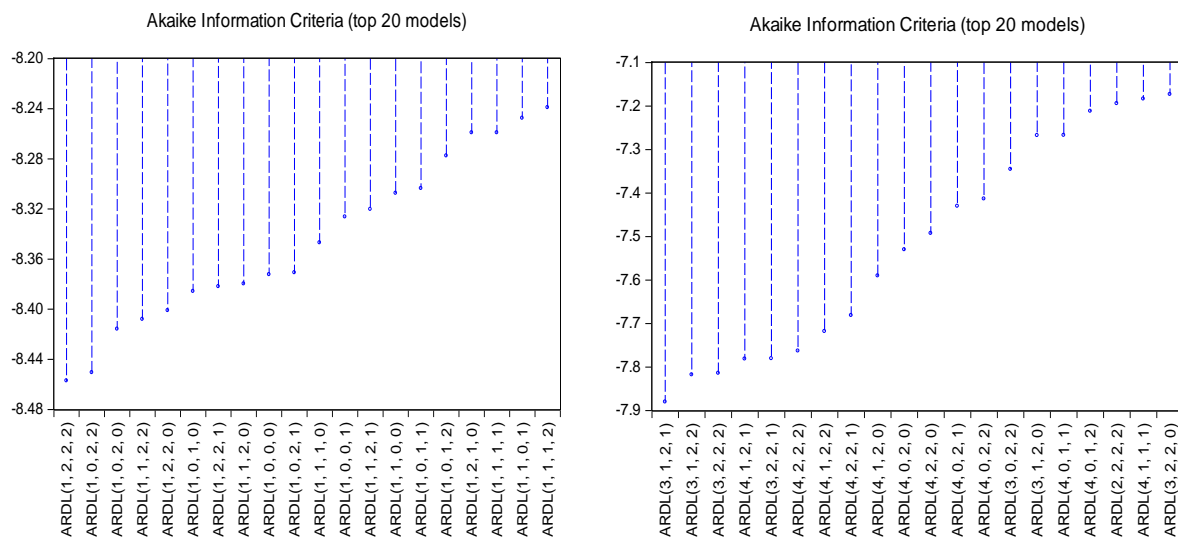 Akaike Information Criteria (top 20 models)
-8.20
-8.24
-8.28
-8.32
-8.36
-8.40
-8.44
-8.48
ARDL(1, 2, 2, 2)
ARDL(1, 0, 2, 2)
ARDL(1, 0, 2, 0)
ARDL(1, 1, 2, 2)
ARDL(1, 2, 2, 0)
ARDL(1, 0, 1, 0)
ARDL(1, 2, 2, 1)
ARDL(1, 1, 2, 0)
ARDL(1, 0, 0, 0)
ARDL(1, 0, 2, 1)
ARDL(1, 1, 1, 0)
ARDL(1, 0, 0, 1)
ARDL(1, 1, 2, 1)
ARDL(1, 1, 0, 0)
ARDL(1, 0, 1, 1)
ARDL(1, 0, 1, 2)
ARDL(1, 2, 1, 0)
ARDL(1, 1, 1, 1)
ARDL(1, 1, 0, 1)
ARDL(1, 1, 1, 2)
Akaike Information Criteria (top 20 models)
-7.1
-7.2
-7.3
-7.4
-7.5
-7.6
-7.7
-7.8
-7.9
ARDL(3, 1, 2, 1)
ARDL(3, 1, 2, 2)
ARDL(3, 2, 2, 2)
ARDL(4, 1, 2, 1)
ARDL(3, 2, 2, 1)
ARDL(4, 2, 2, 2)
ARDL(4, 1, 2, 2)
ARDL(4, 2, 2, 1)
ARDL(4, 1, 2, 0)
ARDL(4, 0, 2, 0)
ARDL(4, 2, 2, 0)
ARDL(4, 0, 2, 1)
ARDL(4, 0, 2, 2)
ARDL(3, 0, 2, 2)
ARDL(3, 1, 2, 0)
ARDL(4, 0, 1, 1)
ARDL(4, 0, 1, 2)
ARDL(2, 2, 2, 2)
ARDL(4, 1, 1, 1)
ARDL(3, 2, 2, 0)